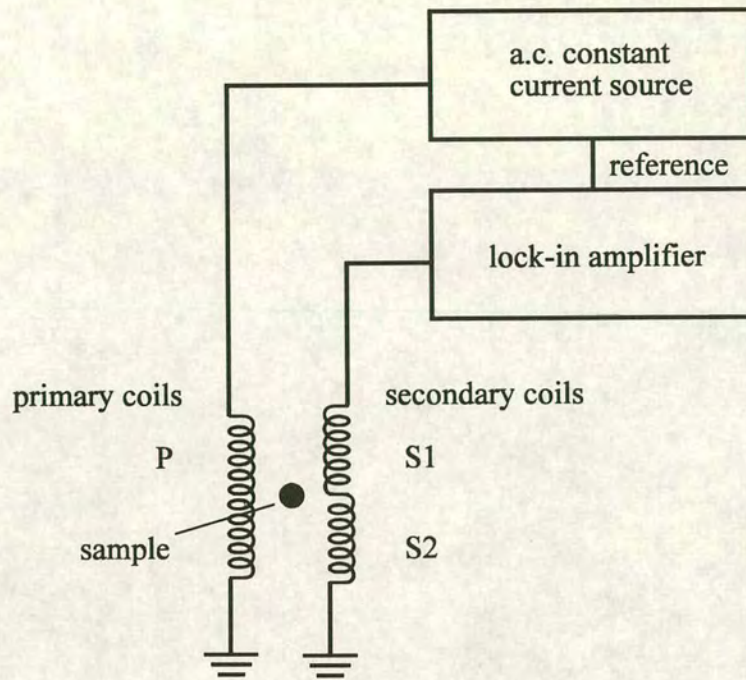 a.c. constant
current source
reference
lock-in amplifier
primary coils
secondary coils
P
S1
sample
S2